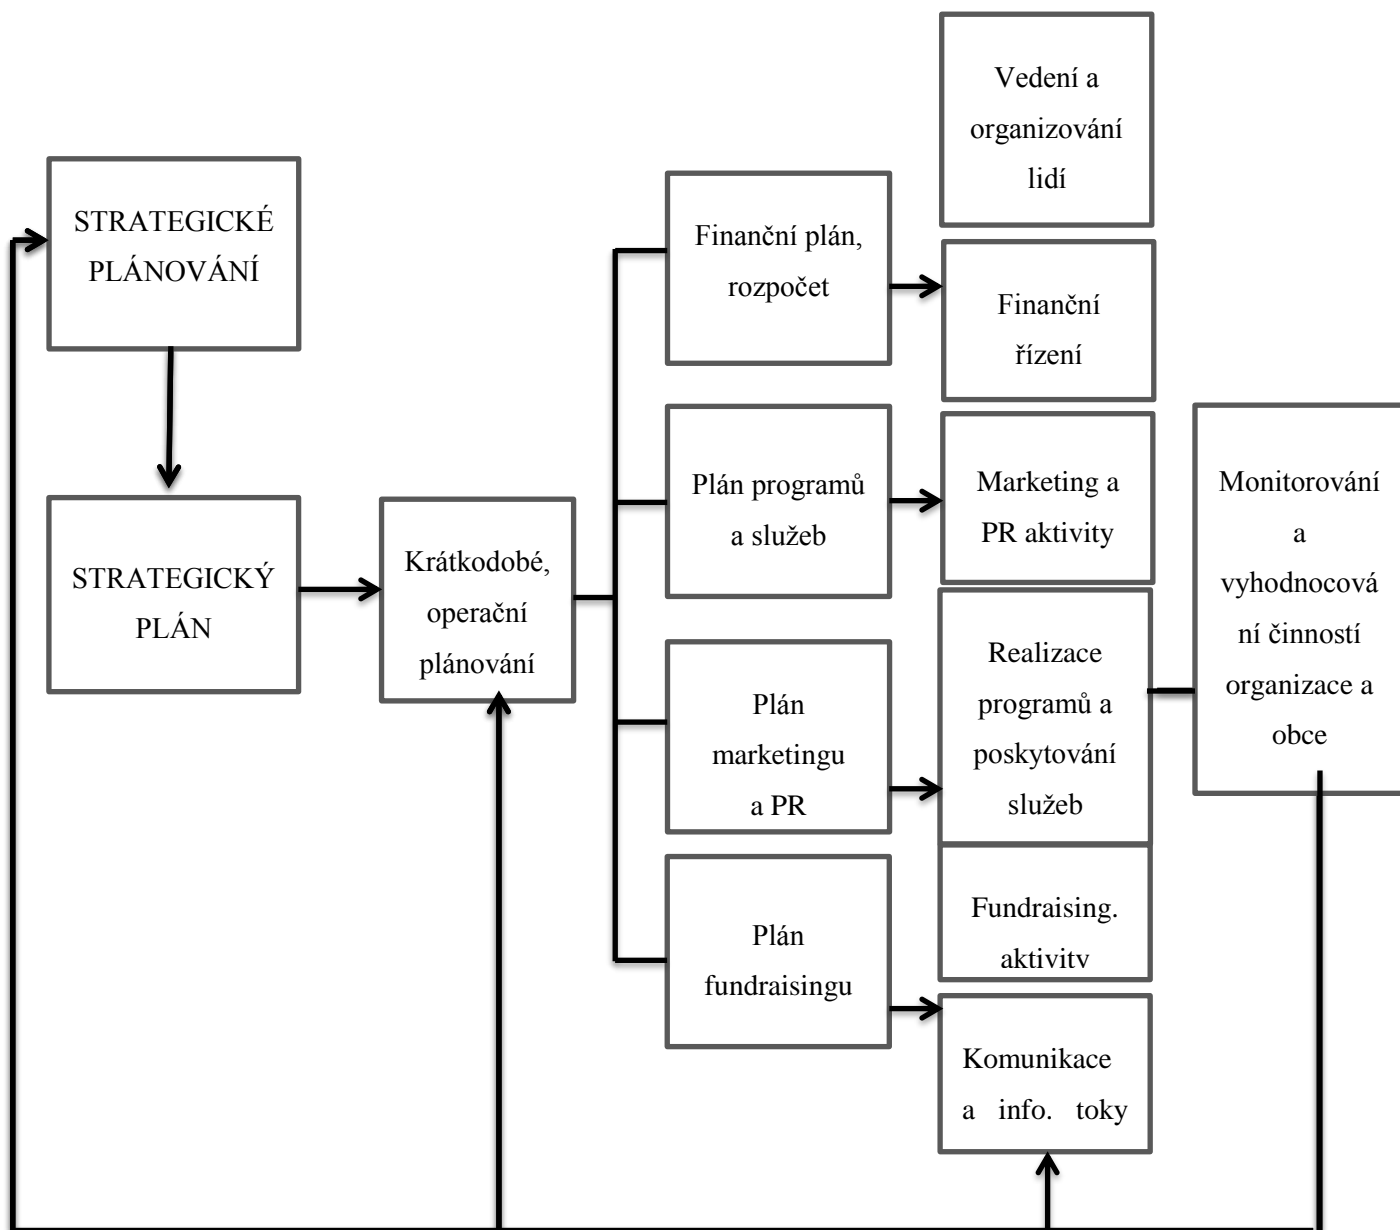 STRATEGICKÉ
PLÁNOVÁNÍ
STRATEGICKÝ
PLÁN
Krátkodobé,
operační
plánování
Finanční plán,
rozpočet
Plán programů
a služeb
Plán
marketingu
a PR
Plán
fundraisingu
Vedení a
organizování
lidí
Finanční
řízení
Marketing a
PR aktivity
Realizace
programů a
poskytování
služeb
Fundraising.
aktivity
Komunikace
a info. toky
Monitorování
a
vyhodnocová
ní činností
organizace a
obce